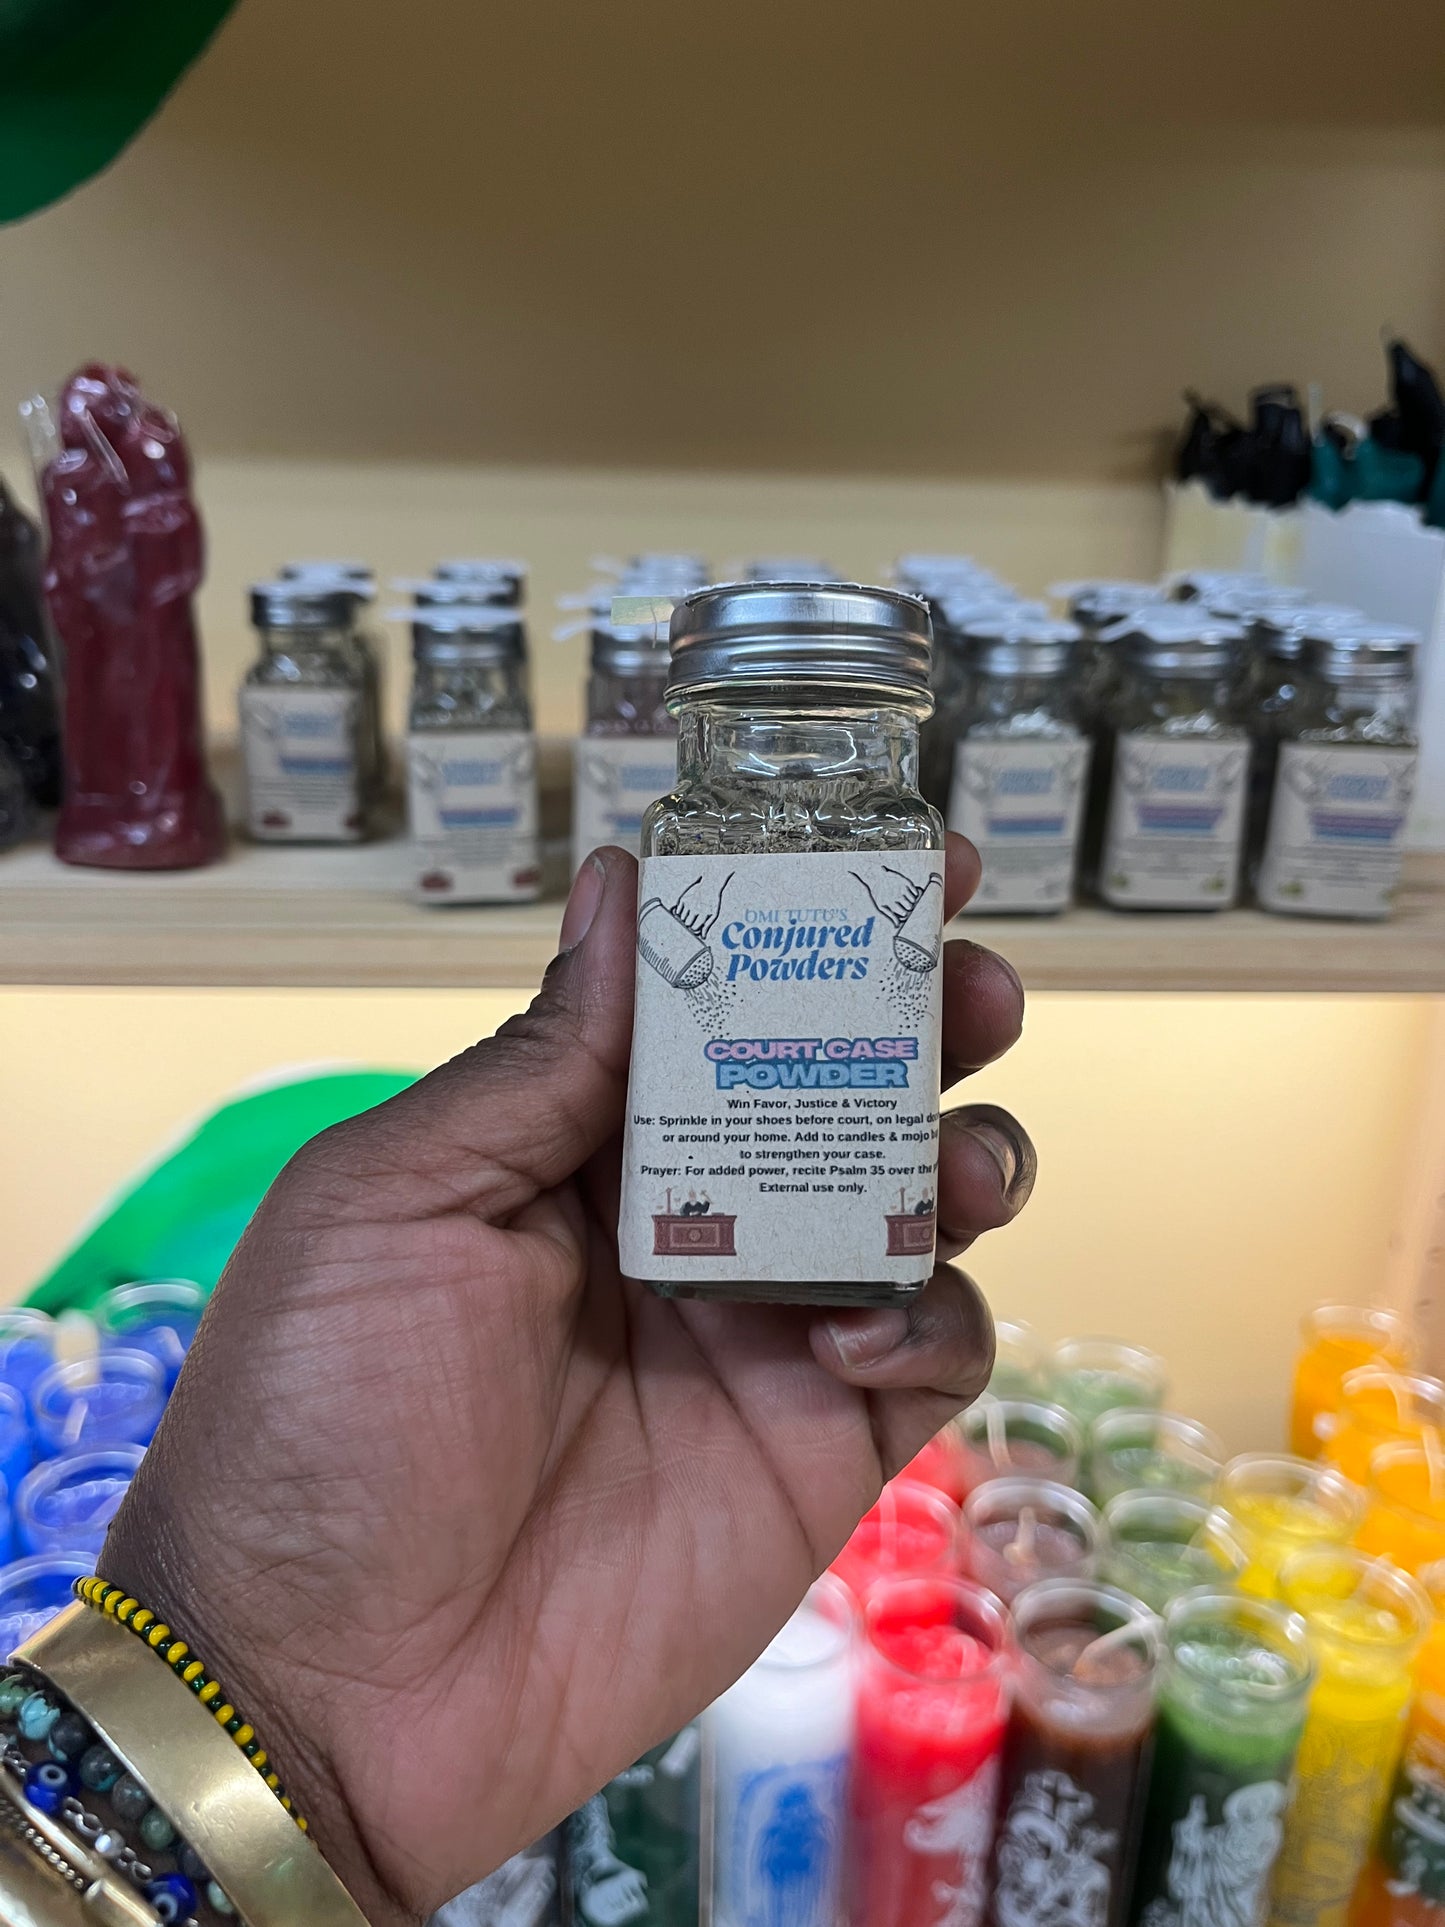 OMI TUTU'S
Conjured
Powders
COURT CASE
POWDER
Win Favor, Justice & Victory
Use: Sprinkle in your shoes before court, on legal
or around your home. Add to candles & mojo
to strengthen your case.
Prayer: For added power, recite Psalm 35 over the
External use only.